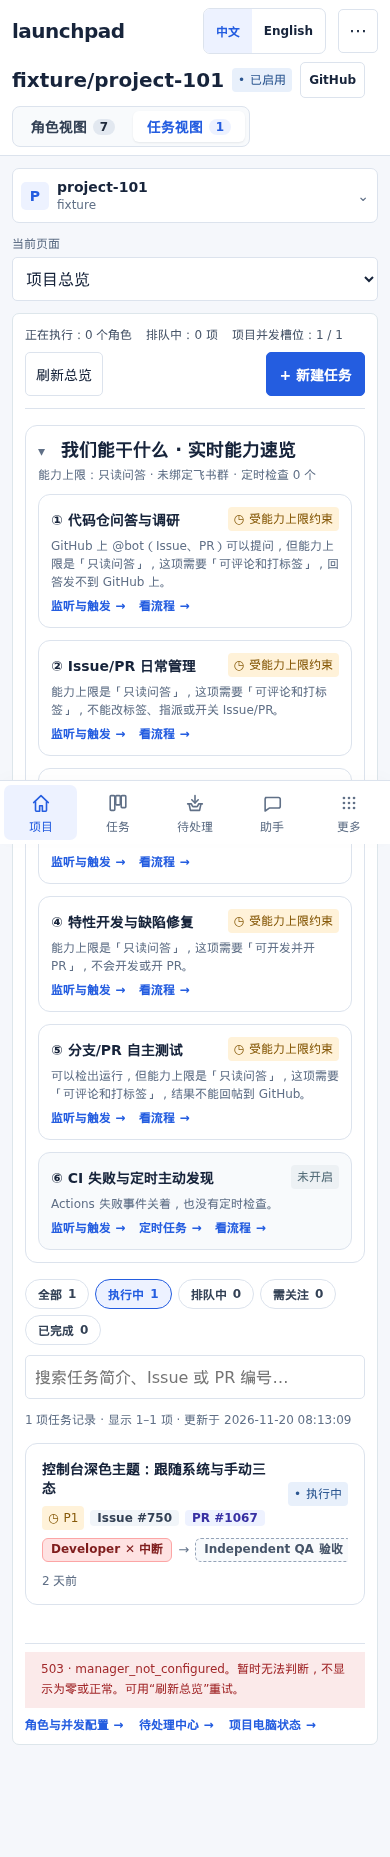 launchpad
中文 English ⋯
fixture/project-101 • 已启用 GitHub
角色视图 7 任务视图 1
P project-101
fixture
当前页面
项目总览
正在执行：0 个角色 排队中：0 项 项目并发槽位：1 / 1
刷新总览 + 新建任务
▾ 我们能干什么 · 实时能力速览
能力上限：只读问答 · 未绑定飞书群 · 定时检查 0 个
① 代码仓问答与调研 ◷ 受能力上限约束
GitHub 上 @bot（Issue、PR）可以提问，但能力上
限是「只读问答」，这项需要「可评论和打标签」，回
答发不到 GitHub 上。
监听与触发 → 看流程 →
② Issue/PR 日常管理 ◷ 受能力上限约束
能力上限是「只读问答」，这项需要「可评论和打标
签」，不能改标签、指派或开关 Issue/PR。
监听与触发 → 看流程 →
项目 任务 待处理 助手 更多
监听与触发 → 看流程 →
④ 特性开发与缺陷修复 ◷ 受能力上限约束
能力上限是「只读问答」，这项需要「可开发并开
PR」，不会开发或开 PR。
监听与触发 → 看流程 →
⑤ 分支/PR 自主测试 ◷ 受能力上限约束
可以检出运行，但能力上限是「只读问答」，这项需要
「可评论和打标签」，结果不能回帖到 GitHub。
监听与触发 → 看流程 →
⑥ CI 失败与定时主动发现 未开启
Actions 失败事件关着，也没有定时检查。
监听与触发 → 定时任务 → 看流程 →
全部 1 执行中 1 排队中 0 需关注 0
已完成 0
搜索任务简介、Issue 或 PR 编号…
1 项任务记录 · 显示 1–1 项 · 更新于 2026-11-20 08:13:09
控制台深色主题：跟随系统与手动三
态 • 执行中
◷ P1 Issue #750 PR #1067
Developer ✕ 中断 → Independent QA 验收
2 天前
503 · manager_not_configured。暂时无法判断，不显
示为零或正常。可用“刷新总览”重试。
角色与并发配置 → 待处理中心 → 项目电脑状态 →